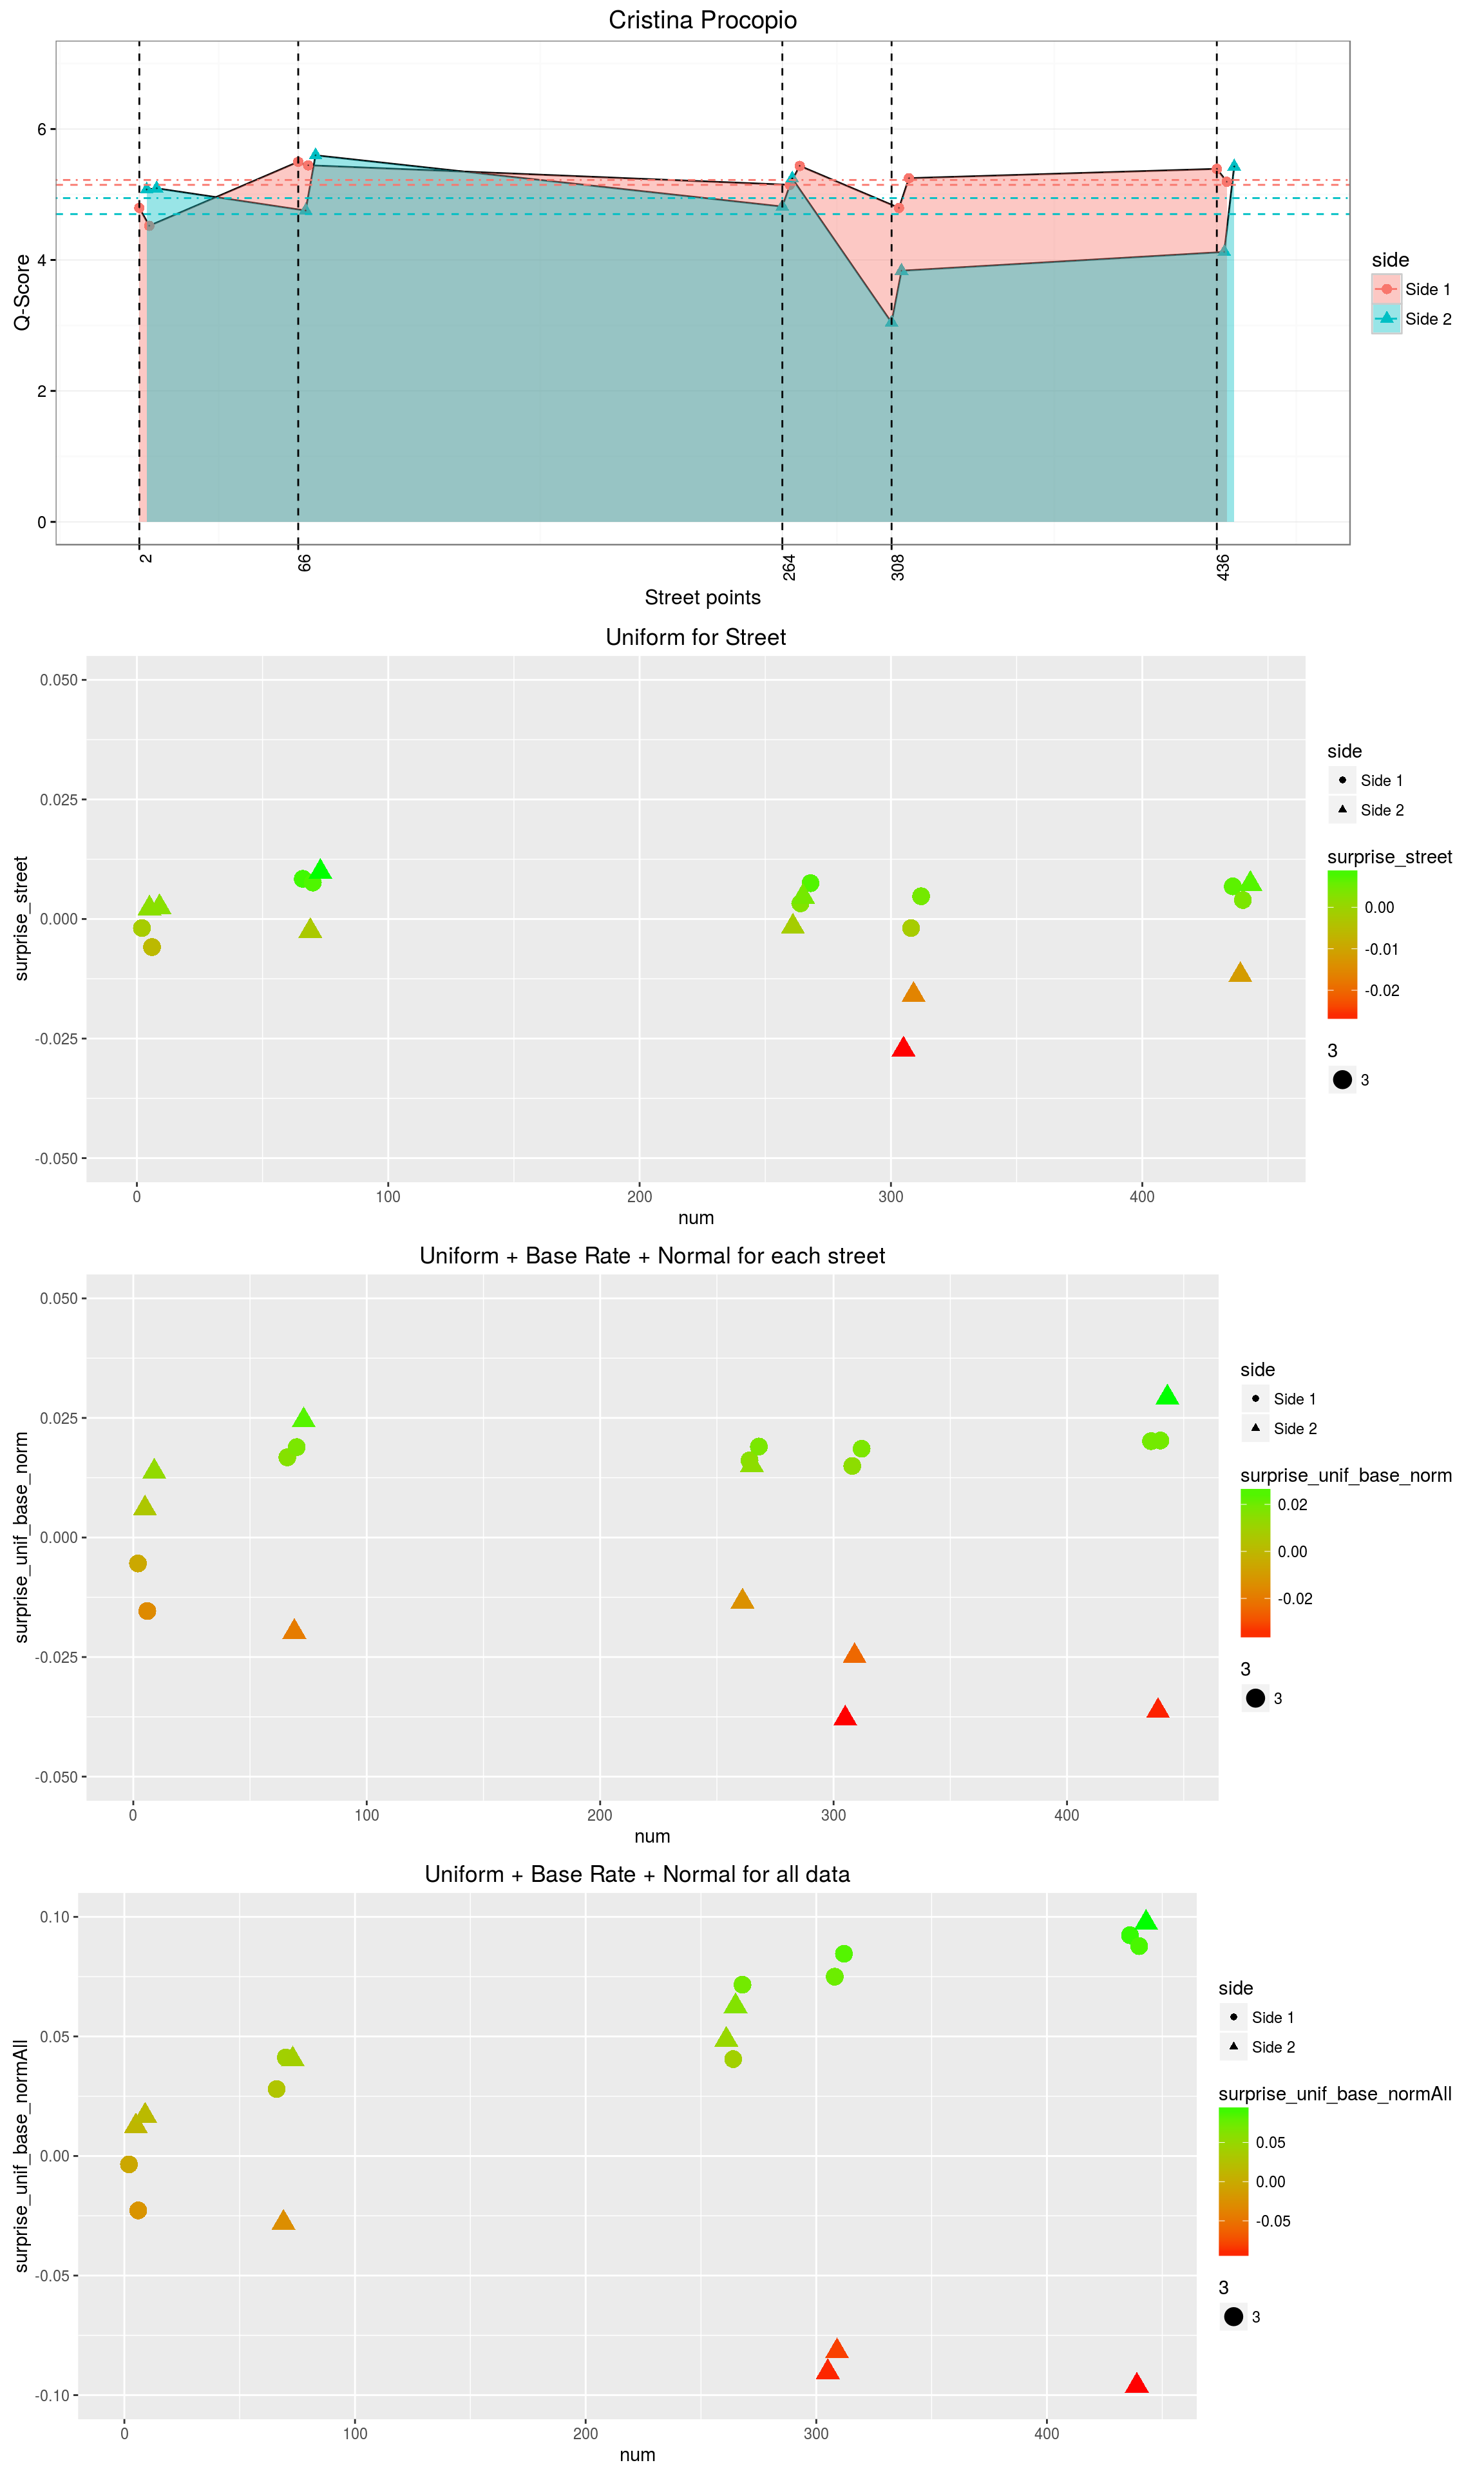 Cristina Procopio
6
4
2
0
Q-Score
2
66
264
308
436
Street points
side
Side 1
Side 2
Uniform for Street
0.050
0.025
0.000
-0.025
-0.050
surprise_street
0
100
200
300
400
num
side
Side 1
Side 2
surprise_street
0.00
-0.01
-0.02
3
3
Uniform + Base Rate + Normal for each street
0.050
0.025
0.000
-0.025
-0.050
surprise_unif_base_norm
0
100
200
300
400
num
side
Side 1
Side 2
surprise_unif_base_norm
0.02
0.00
-0.02
3
3
Uniform + Base Rate + Normal for all data
0.10
0.05
0.00
-0.05
-0.10
surprise_unif_base_normAll
0
100
200
300
400
num
side
Side 1
Side 2
surprise_unif_base_normAll
0.05
0.00
-0.05
3
3